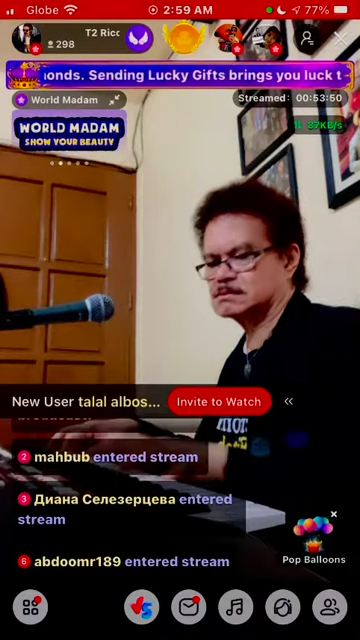 Globe 2:59 AM 77%
T2 Ricc
298
onds. Sending Lucky Gifts brings you luck t
World Madam
Streamed: 00:53:50
87KB/s
WORLD MADAM
SHOW YOUR BEAUTY
New User talal albos... Invite to Watch «
2 mahbub entered stream
3 Диана Селезерцева entered
stream
6 abdoomr189 entered stream
Pop Balloons
VS